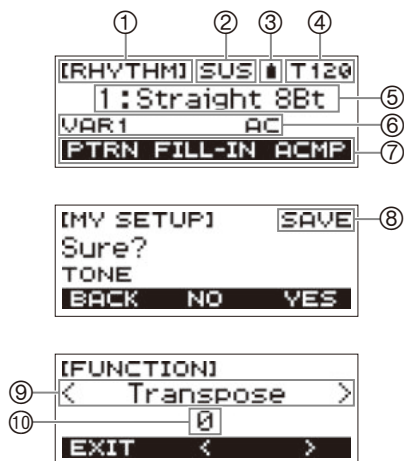 ① ② ③ ④
[RHYTHM] SUS T120
1:Straight 8Bt ⑤
VAR1 AC ⑥
PTRN FILL-IN ACMP ⑦
[MY SETUP] SAVE ⑧
Sure?
TONE
BACK NO YES
[FUNCTION]
⑨ < Transpose >
⑩ 0
EXIT < >